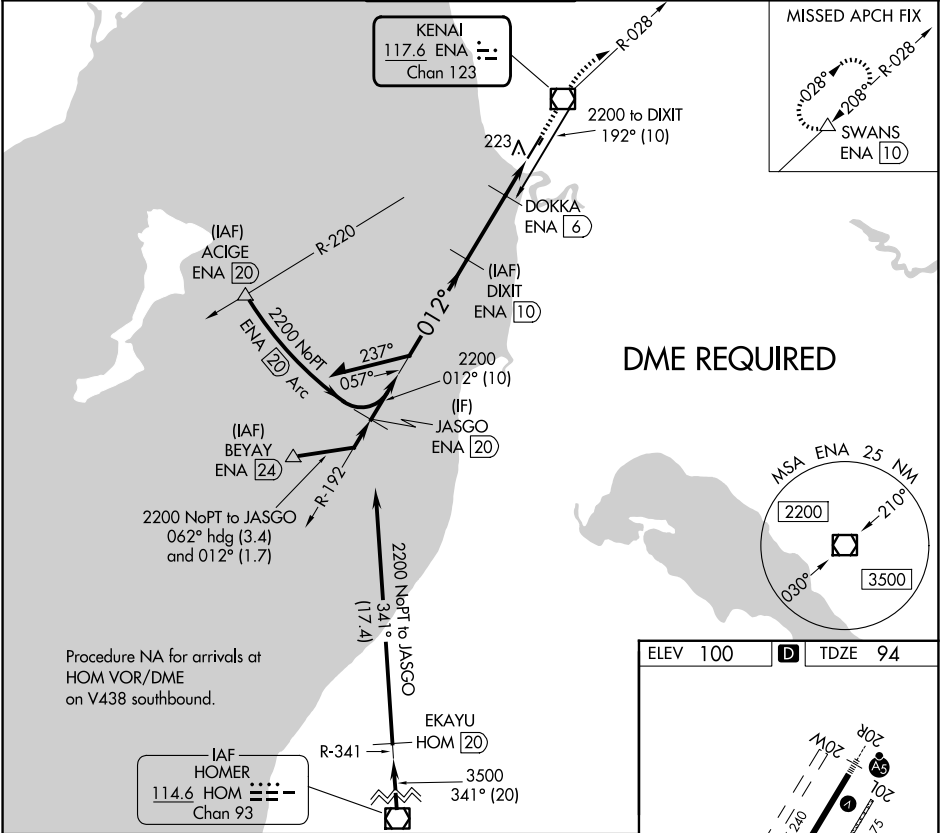 KENAI
117.6 ENA
Chan 123
R-028
MISSED APCH FIX
028°
208°
R-028
SWANS
ENA 10
2200 to DIXIT
192° (10)
223
DOKKA
ENA 6
(IAF)
ACIGE
ENA 20
R-220
(IAF)
DIXIT
ENA 10
012°
2200 NoPT
ENA 20 Arc
237°
057°
2200
012° (10)
DME REQUIRED
(IF)
JASGO
ENA 20
(IAF)
BEYAY
ENA 24
R-192
2200 NoPT to JASGO
062° hdg (3.4)
and 012° (1.7)
MSA ENA 25 NM
2200
210°
030°
3500
2200 NoPT to JASGO
341°
(17.4)
Procedure NA for arrivals at
HOM VOR/DME
on V438 southbound.
ELEV 100
D
TDZE 94
EKAYU
HOM 20
R-341
3500
341° (20)
IAF
HOMER
114.6 HOM
Chan 93
20W
20R
A5
20L
V
240
75